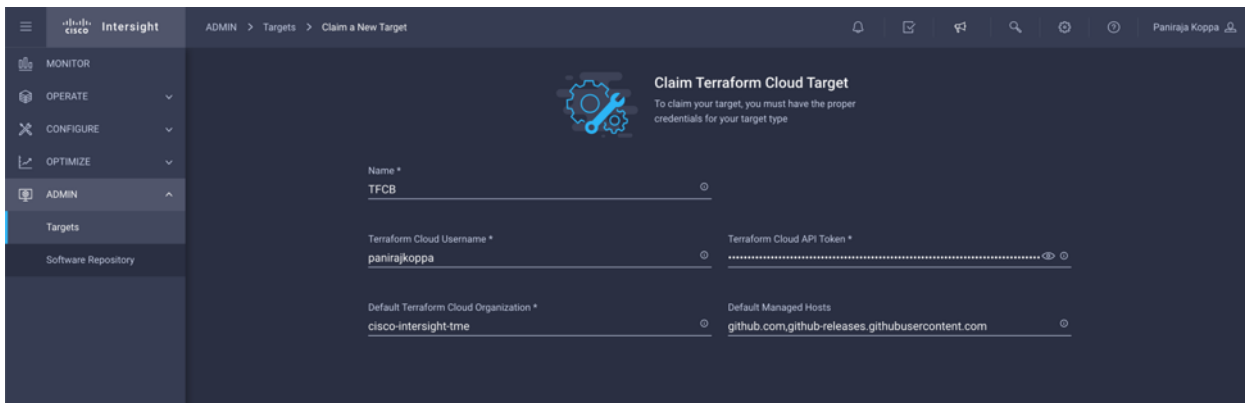 cisco Intersight
ADMIN > Targets > Claim a New Target
Paniraja Koppa
MONITOR
OPERATE
CONFIGURE
OPTIMIZE
ADMIN
Targets
Software Repository
Claim Terraform Cloud Target
To claim your target, you must have the proper
credentials for your target type
Name *
TFCB
Terraform Cloud Username *
panirajkoppa
Terraform Cloud API Token *
Default Terraform Cloud Organization *
cisco-intersight-tme
Default Managed Hosts
github.com,github-releases.githubusercontent.com